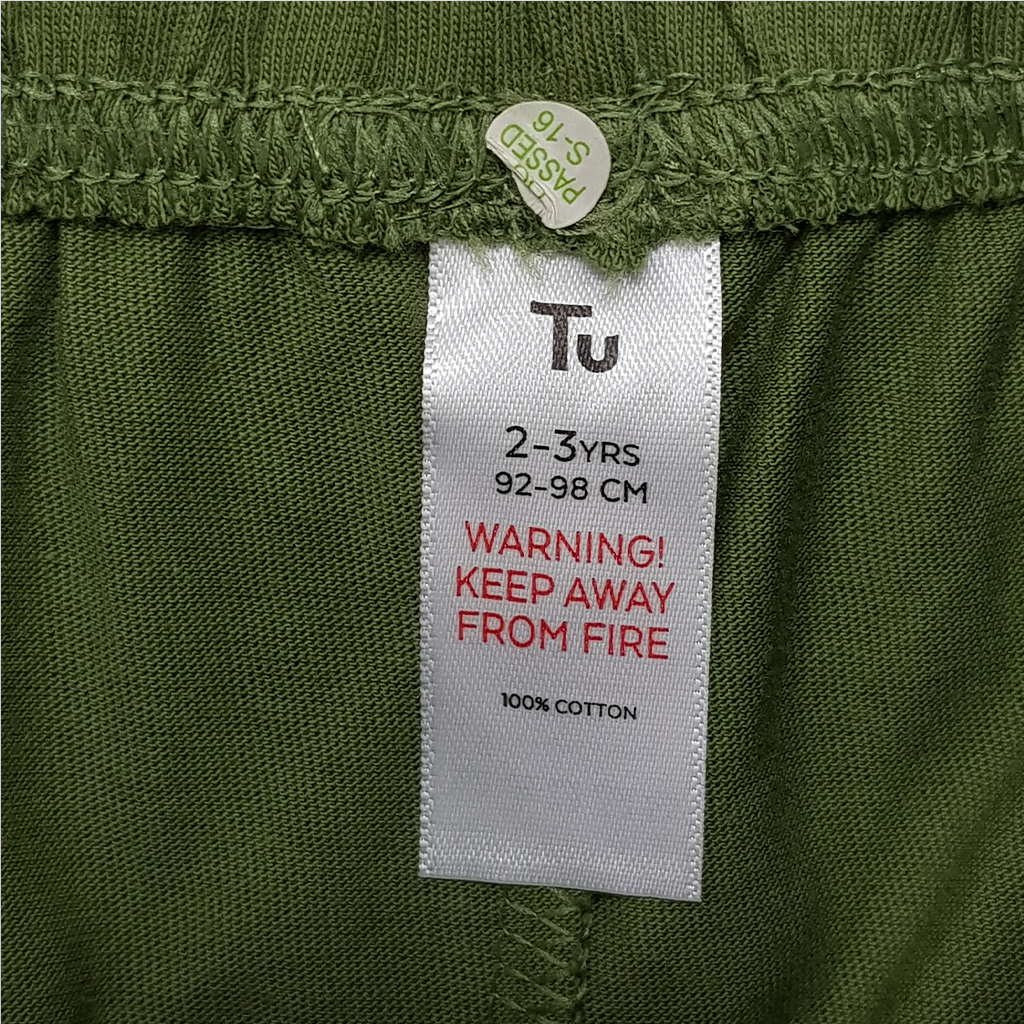 PASSED
S-16
Tu
2-3YRS
92-98 CM
WARNING!
KEEP AWAY
FROM FIRE
100% COTTON